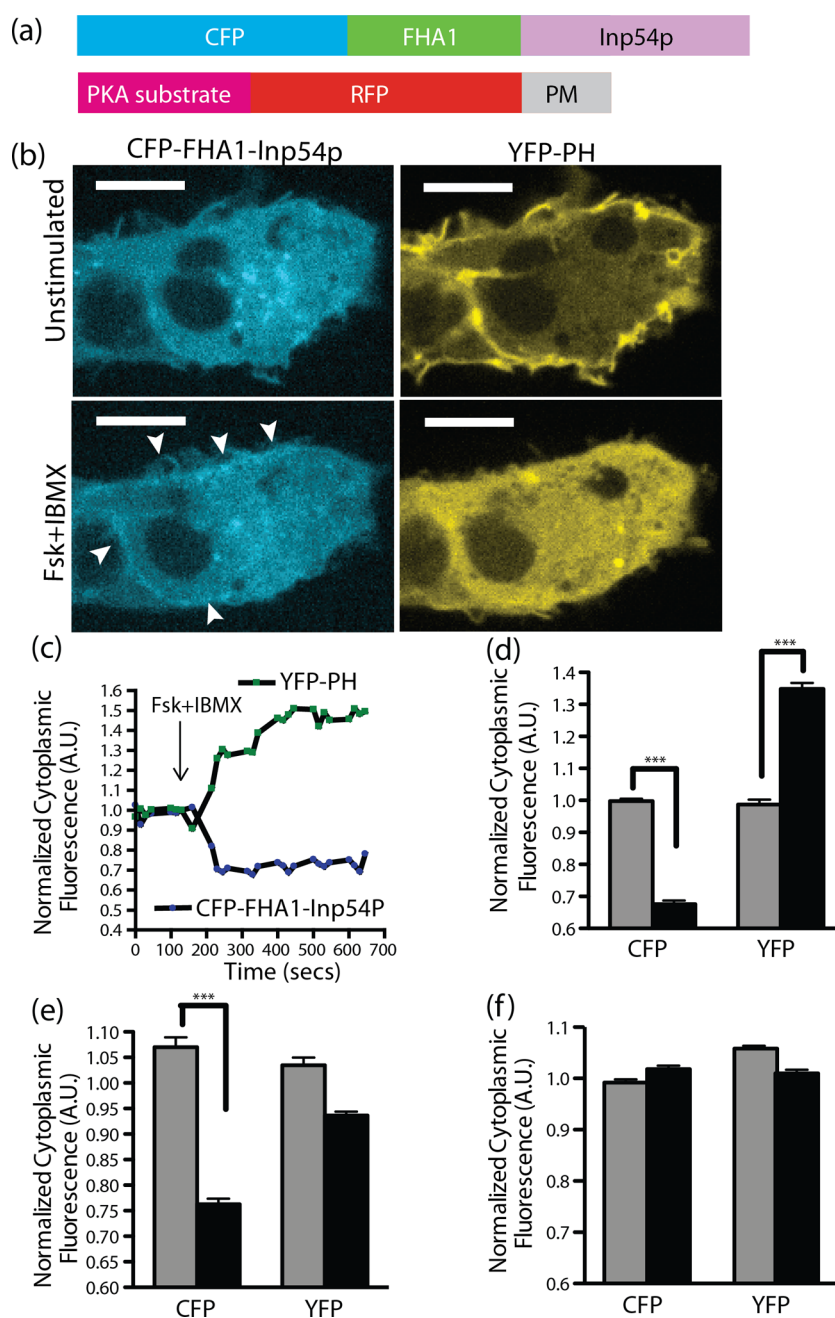 (a)
CFP FHA1 Inp54p
PKA substrate RFP PM
(b)
CFP-FHA1-Inp54p YFP-PH
Unstimulated
Fsk+IBMX
(c)
YFP-PH
Fsk+IBMX
CFP-FHA1-Inp54P
Normalized Cytoplasmic
Fluorescence (A.U.)
1.6
1.5
1.4
1.3
1.2
1.1
1.0
0.9
0.8
0.7
0.6
0.5
0.4
0 100 200 300 400 500 600 700
Time (secs)
(d)
Normalized Cytoplasmic
Fluorescence (A.U.)
1.4
1.3
1.2
1.1
1.0
0.9
0.8
0.7
0.6
***
***
CFP YFP
(e)
Normalized Cytoplasmic
Fluorescence (A.U.)
1.10
1.05
1.00
0.95
0.90
0.85
0.80
0.75
0.70
0.65
0.60
***
CFP YFP
(f)
Normalized Cytoplasmic
Fluorescence (A.U.)
1.1
1.0
0.9
0.8
0.7
0.6
CFP YFP